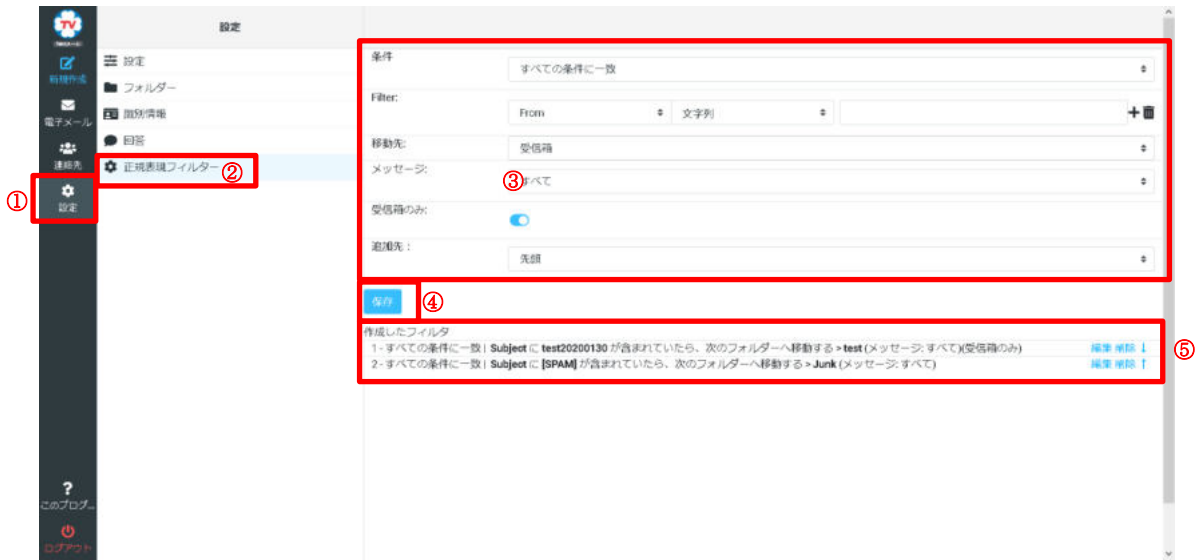 TV
設定
新規作成
電子メール
連絡先
①
設定
このプログ...
ログアウト
設定
フォルダー
識別情報
回答
正規表現フィルター
②
条件
すべての条件に一致
Filter:
From
文字列
移動先:
受信箱
メッセージ:
③
すべて
受信箱のみ:
追加先:
先頭
保存
④
作成したフィルタ
1 - すべての条件に一致 | Subject に test20200130 が含まれていたら、次のフォルダーへ移動する > test (メッセージ: すべて)(受信箱のみ) 編集 削除 ↓
2 - すべての条件に一致 | Subject に [SPAM] が含まれていたら、次のフォルダーへ移動する > Junk (メッセージ: すべて) 編集 削除 ↑
⑤